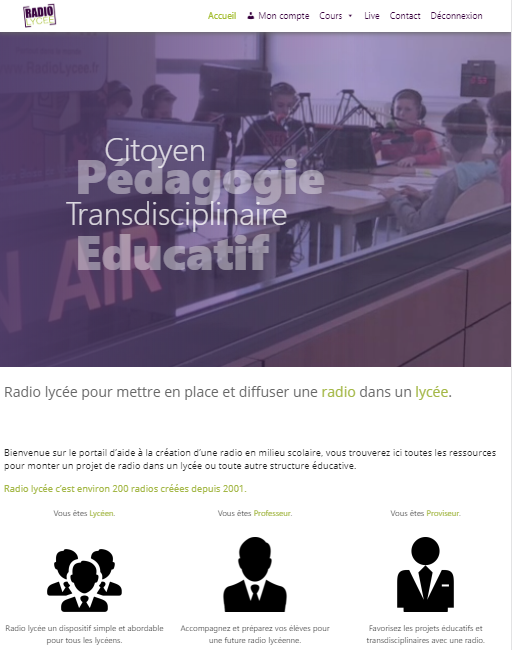 RADIO
LYCÉE
Accueil
Mon compte
Cours
Live
Contact
Déconnexion
www.RadioLycee.fr
Citoyen
Pédagogie
Transdisciplinaire
Educatif
N AIR
Radio lycée pour mettre en place et diffuser une radio dans un lycée.
Bienvenue sur le portail d'aide à la création d'une radio en milieu scolaire, vous trouverez ici toutes les ressources
pour monter un projet de radio dans un lycée ou toute autre structure éducative.
Radio lycée c'est environ 200 radios créées depuis 2001.
Vous êtes Lycéen.
Vous êtes Professeur.
Vous êtes Proviseur.
Radio lycée un dispositif simple et abordable
pour tous les lycéens.
Accompagnez et préparez vos élèves pour
une future radio lycéenne.
Favorisez les projets éducatifs et
transdisciplinaires avec une radio.